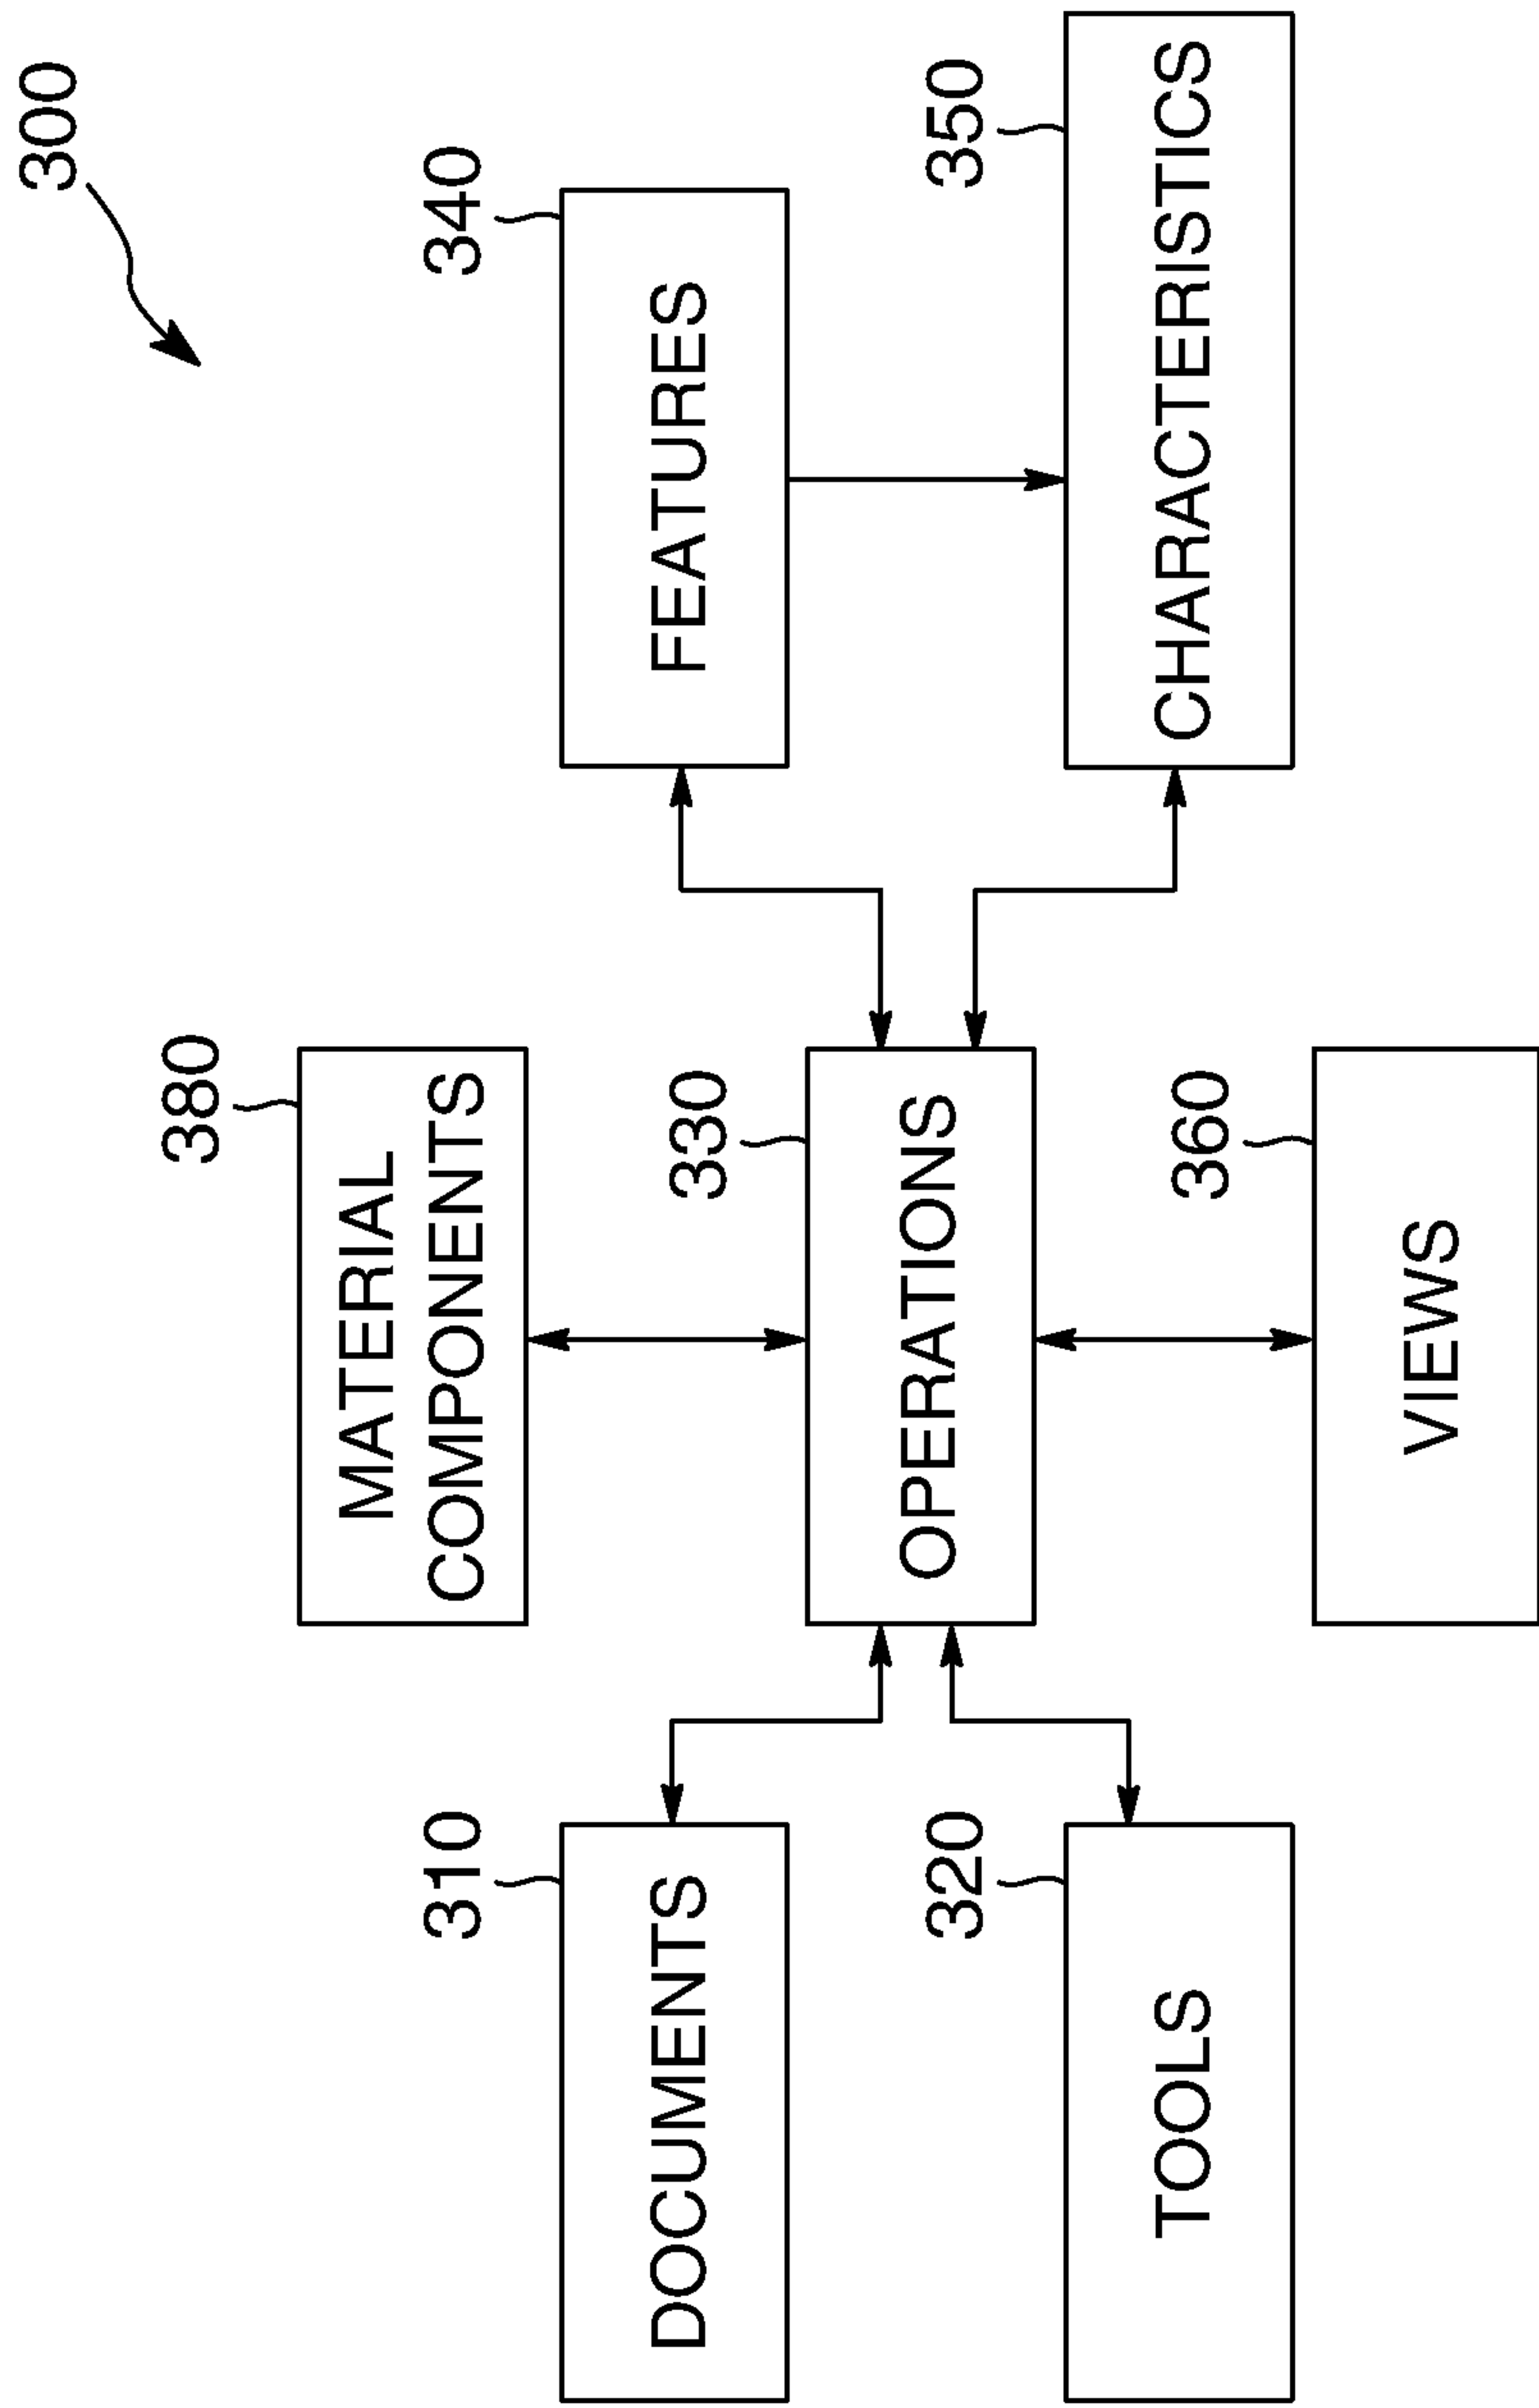 300
380
MATERIAL
COMPONENTS
310
DOCUMENTS
340
FEATURES
330
OPERATIONS
320
TOOLS
350
CHARACTERISTICS
360
VIEWS